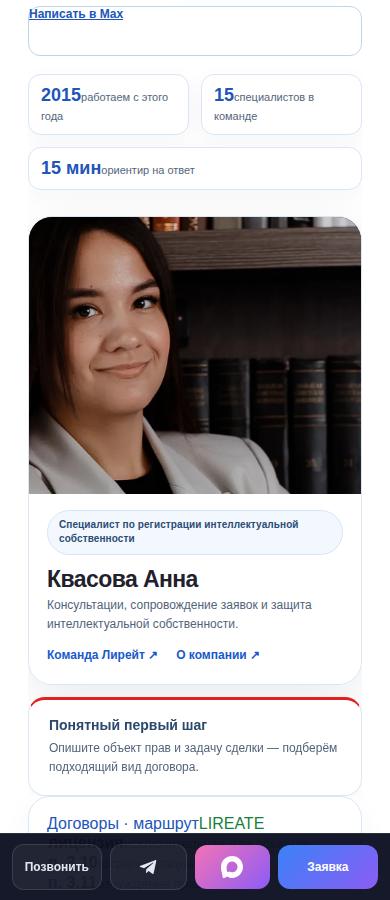 Написать в Max
2015работаем с этого
года
15специалистов в
команде
15 минориентир на ответ
Специалист по регистрации интеллектуальной
собственности
Квасова Анна
Консультации, сопровождение заявок и защита
интеллектуальной собственности.
Команда Лирейт ↗ О компании ↗
Понятный первый шаг
Опишите объект прав и задачу сделки — подберём
подходящий вид договора.
Договоры · маршрутLIREATE
Позвонить
Заявка